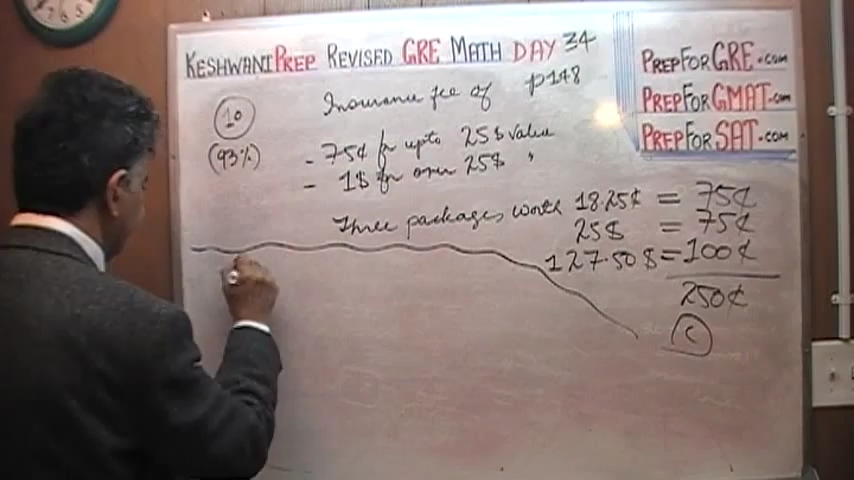 KESHWANIPREP REVISED GRE MATH DAY 34
PREPFORGRE.com
PREPFORGMAT.com
PREPFORSAT.com
10
(93%)
Insurance fee of p148
- 75¢ for upto 25$ value
- 1$ for over 25$ "
Three packages worth 18.25¢ = 75¢
25$ = 75¢
127.50$ = 100¢
250¢
C